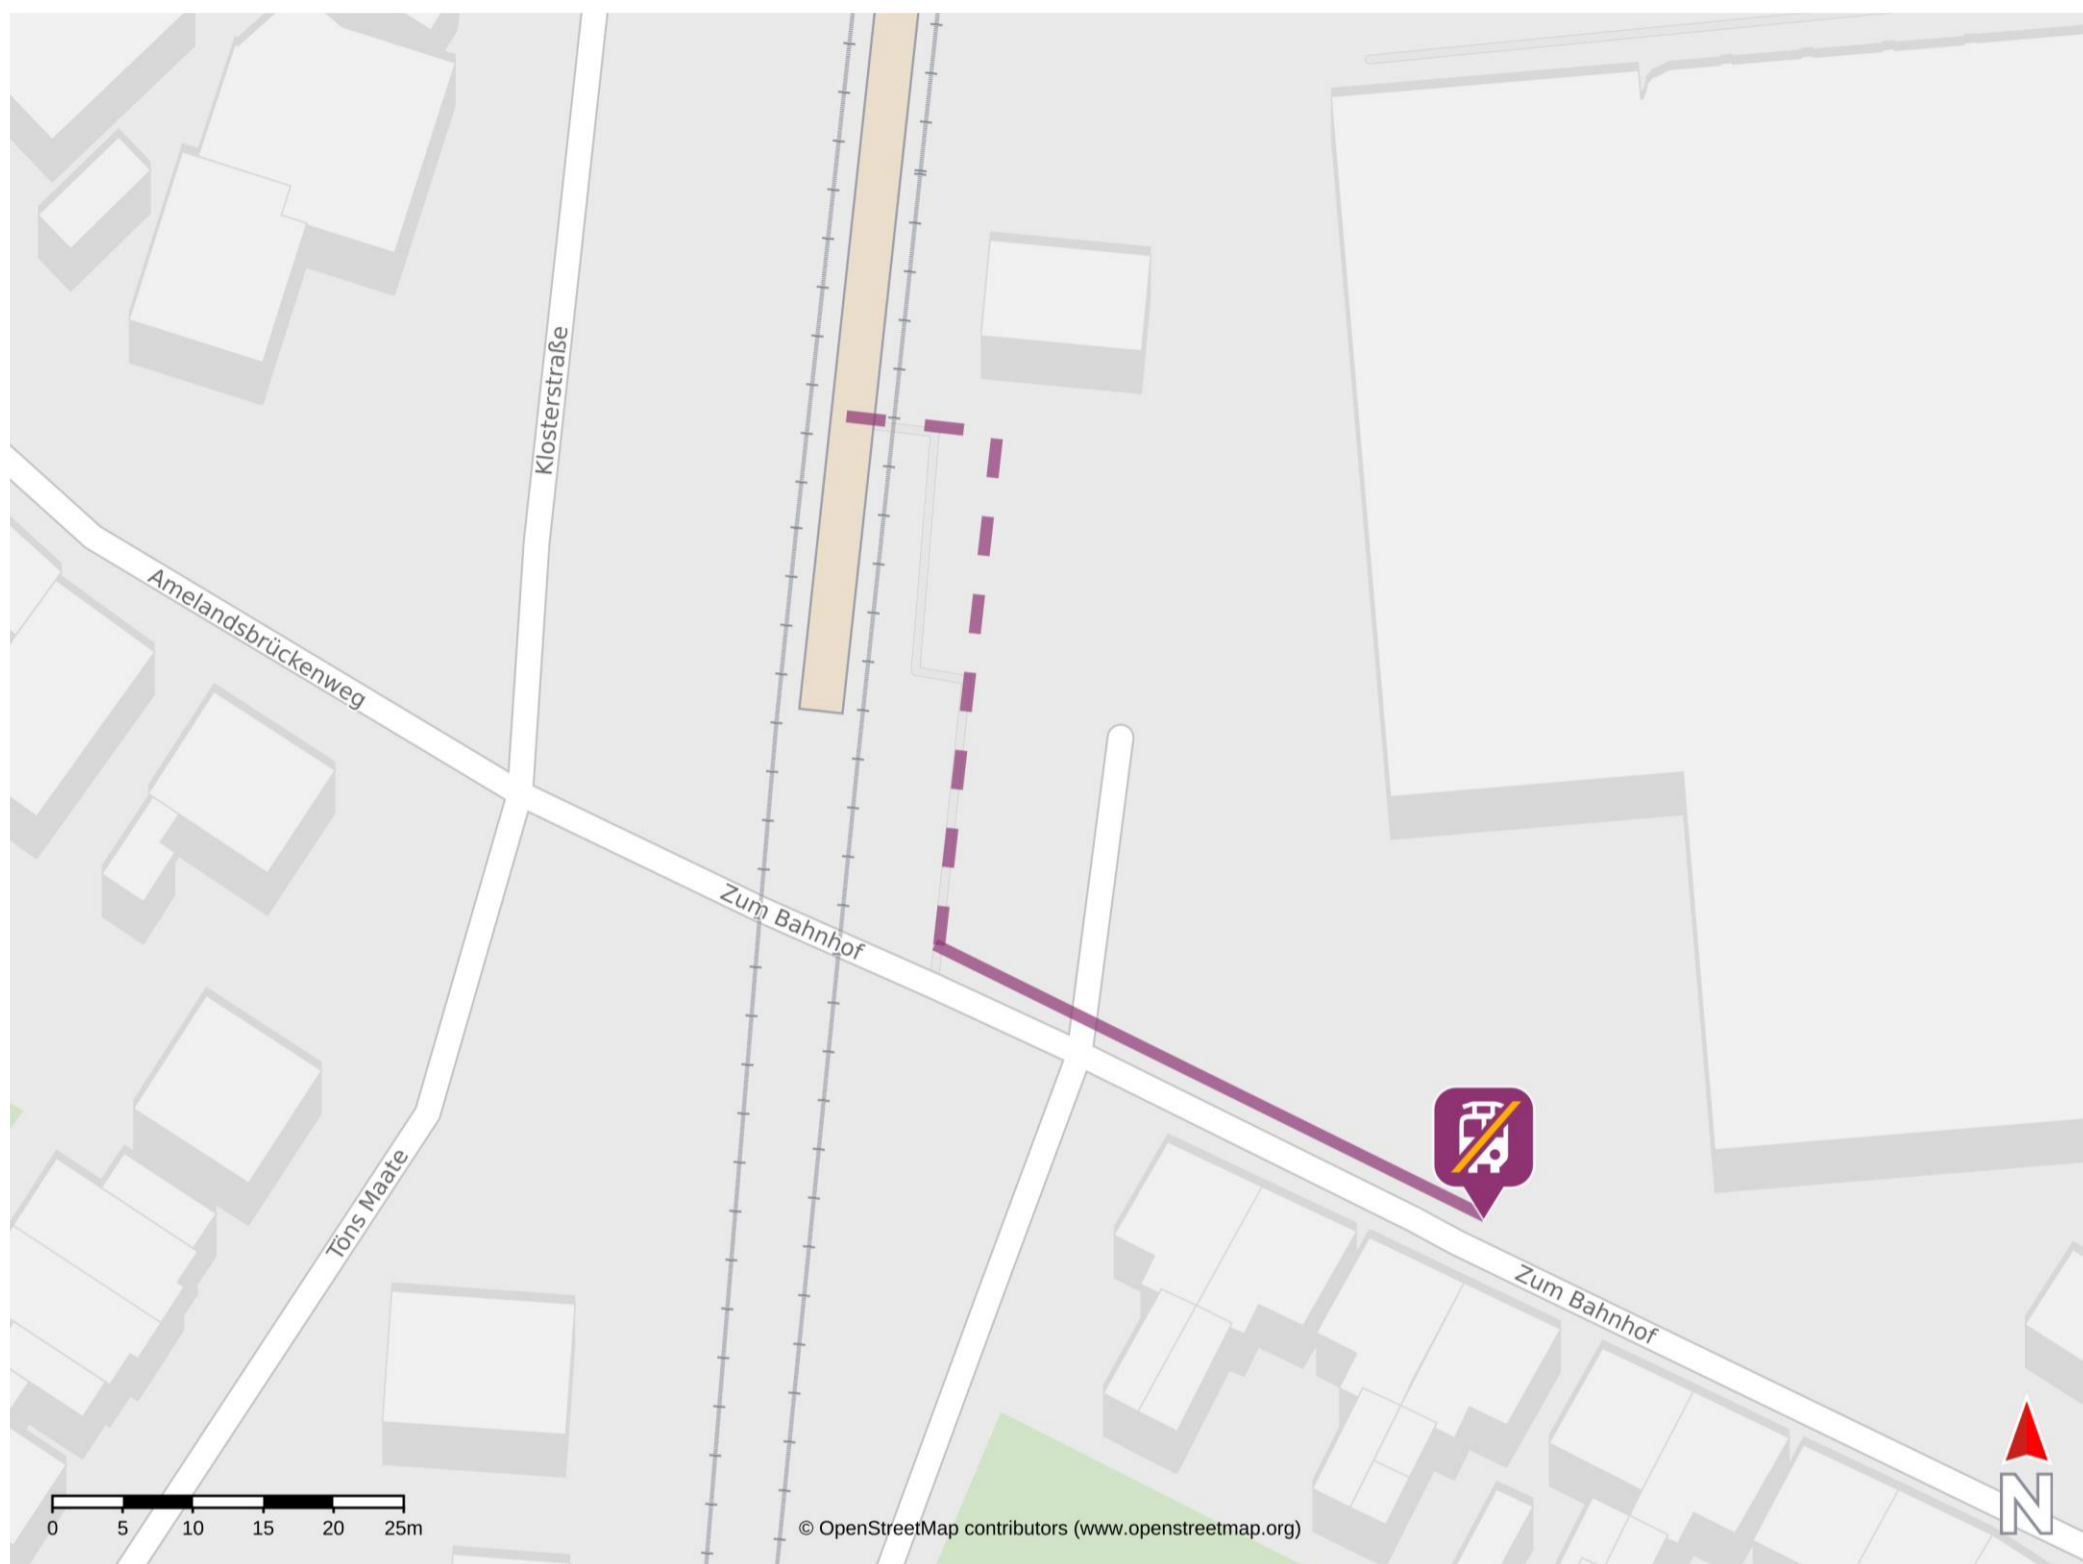 Klosterstraße
Amelandsbrückenweg
Zum Bahnhof
Töns Maate
Zum Bahnhof
N
0 5 10 15 20 25m
© OpenStreetMap contributors (www.openstreetmap.org)